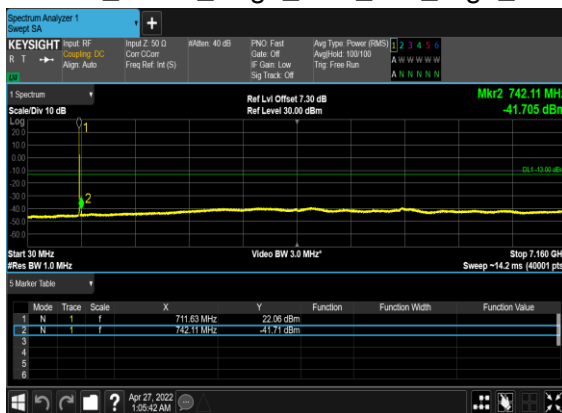 Spectrum Analyzer 1
Swept SA
+
KEYSIGHT Input: RF Input Z: 50 Ω #Atten: 40 dB PNO: Fast Avg Type: Power (RMS) 1 2 3 4 5 6
R T Coupling: DC Corr CCorr Gate: Off Avg|Hold: 100/100 A W W W W W
Align: Auto Freq Ref: Int (S) IF Gain: Low Trig: Free Run
Sig Track: Off A N N N N N
LU
1 Spectrum
Ref Lvl Offset 7.30 dB Mkr2 742.11 MHz
Scale/Div 10 dB Ref Level 30.00 dBm -41.705 dBm
Log
20.0
10.0
0.00
-10.0
DL1 -13.00 dBm
-20.0
-30.0
-40.0
-50.0
-60.0
1
2
Start 30 MHz Video BW 3.0 MHz* Stop 7.160 GHz
#Res BW 1.0 MHz Sweep ~14.2 ms (40001 pts)
5 Marker Table
Mode Trace Scale X Y Function Function Width Function Value
1 N 1 f 711.63 MHz 22.06 dBm
2 N 1 f 742.11 MHz -41.71 dBm
3
4
5
6
? Apr 27, 2022
1:05:42 AM